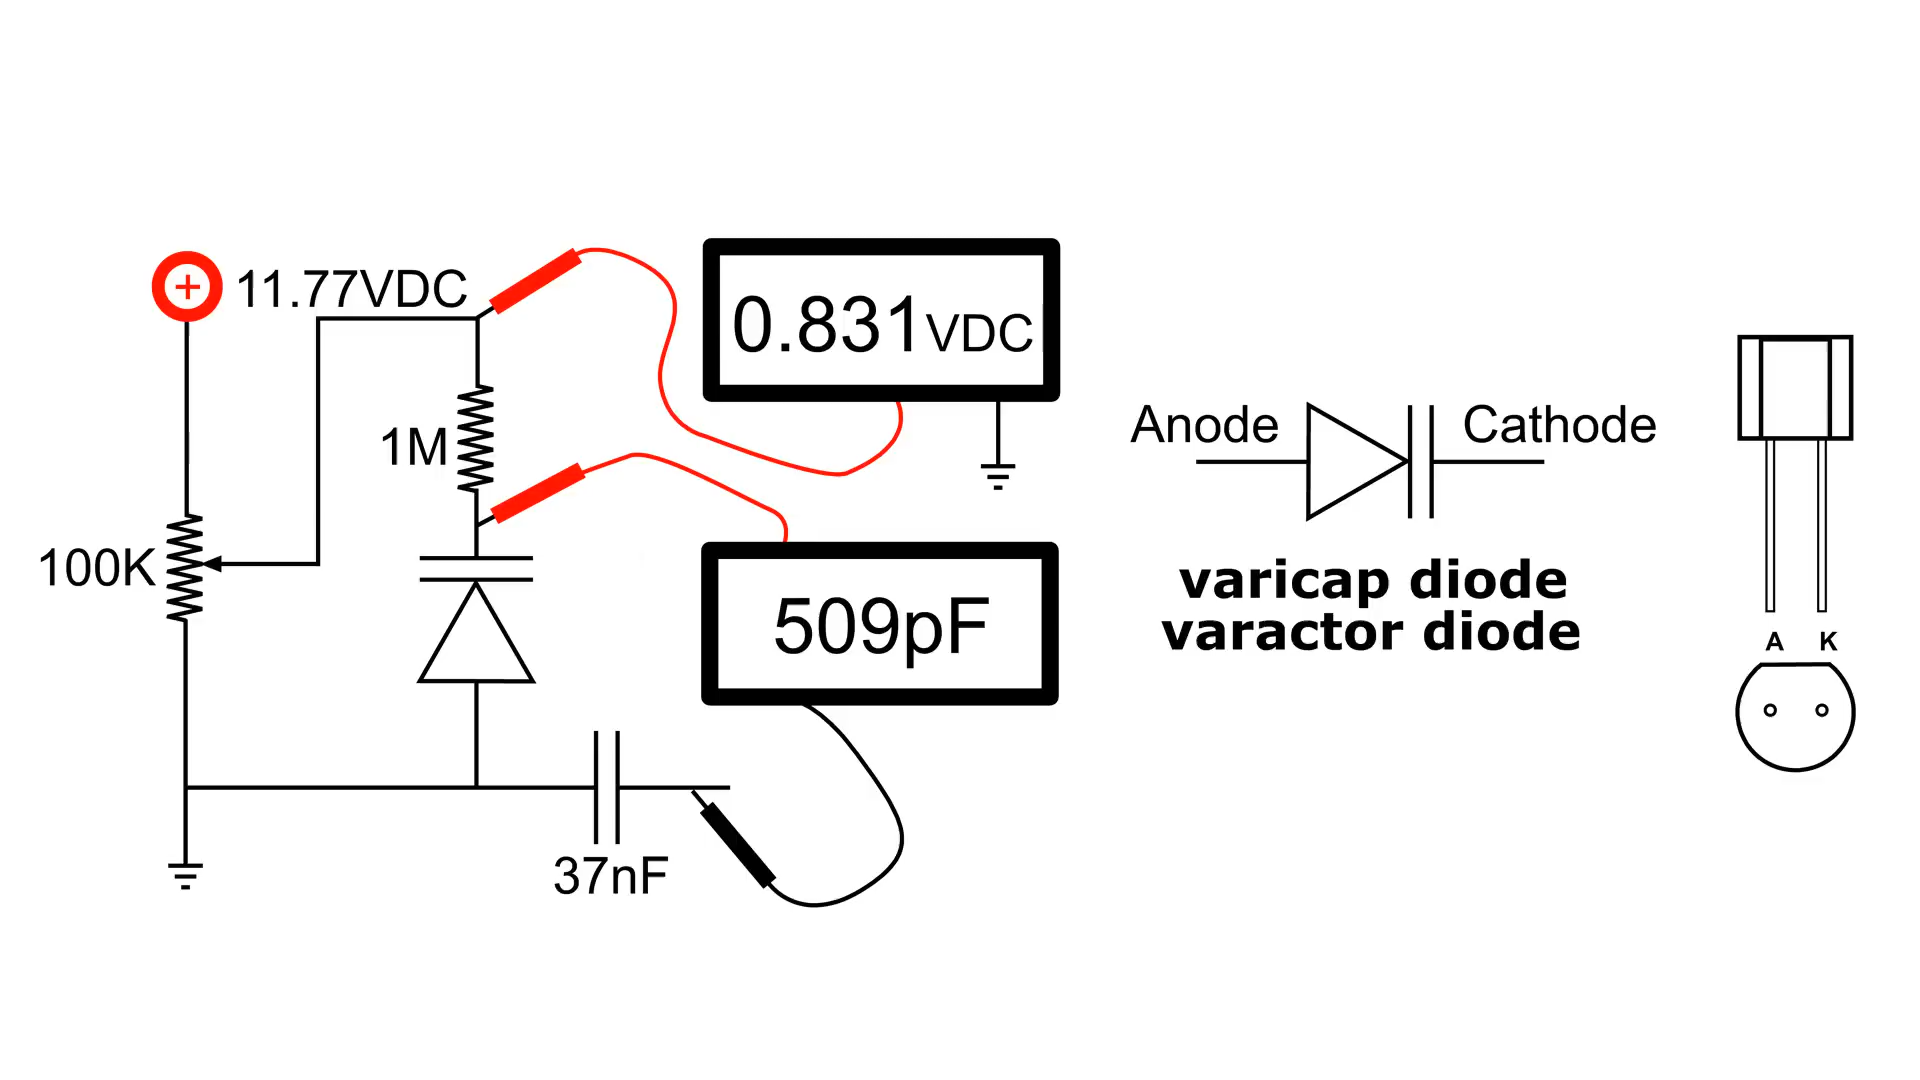 +
11.77VDC
0.831VDC
1M
100K
509pF
37nF
Anode
Cathode
varicap diode
varactor diode
A K